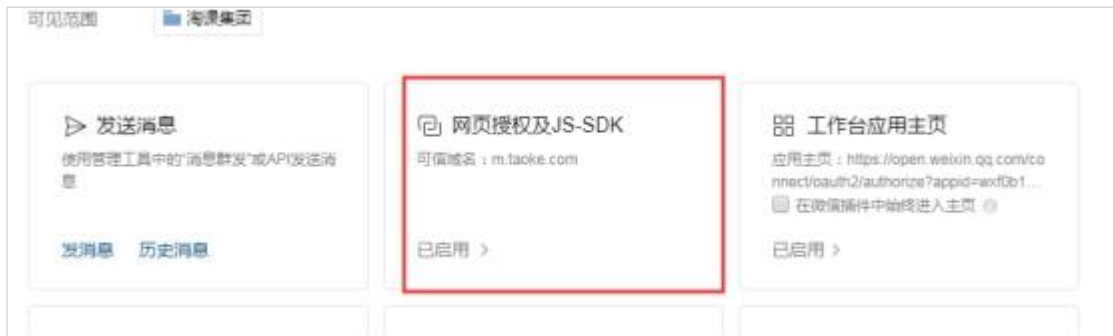 可见范围
淘课集团
发送消息
使用管理工具中的“消息群发”或API发送消
息
发消息 历史消息
网页授权及JS-SDK
可信域名：m.taoke.com
已启用 >
工作台应用主页
应用主页：https://open.weixin.qq.com/co
nnect/oauth2/authorize?appid=wxf0b1...
在微信插件中始终进入主页
已启用 >